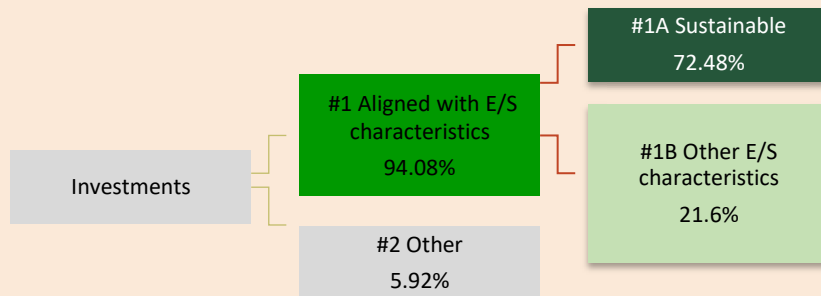 #1A Sustainable
72.48%
#1 Aligned with E/S
characteristics
94.08%
#1B Other E/S
characteristics
21.6%
Investments
#2 Other
5.92%